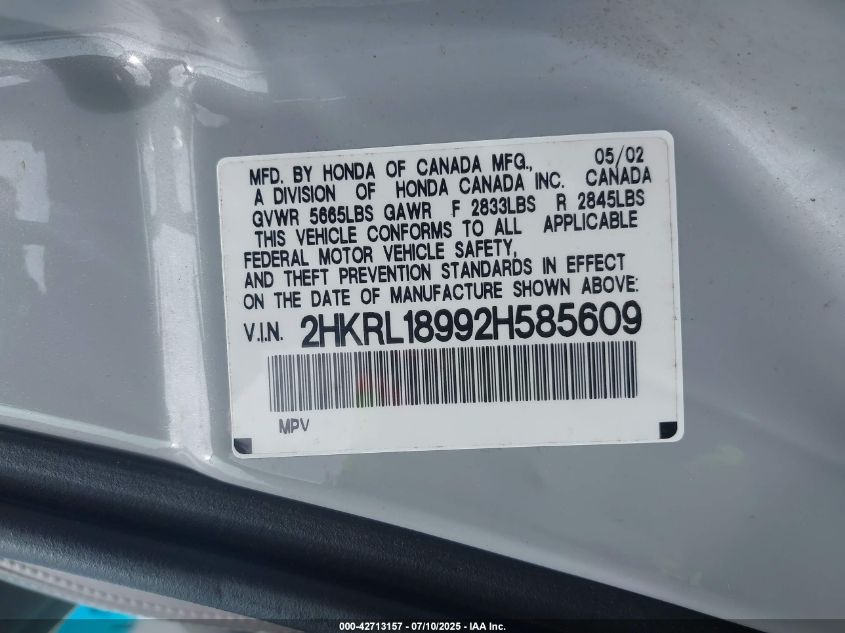 MFD. BY HONDA OF CANADA MFG., 05/02
A DIVISION OF HONDA CANADA INC. CANADA
GVWR 5665LBS GAWR F 2833LBS R 2845LBS
THIS VEHICLE CONFORMS TO ALL APPLICABLE
FEDERAL MOTOR VEHICLE SAFETY,
AND THEFT PREVENTION STANDARDS IN EFFECT
ON THE DATE OF MANUFACTURE SHOWN ABOVE:
V.I.N. 2HKRL18992H585609
MPV
000-42713157 - 07/10/2025 - IAA Inc.